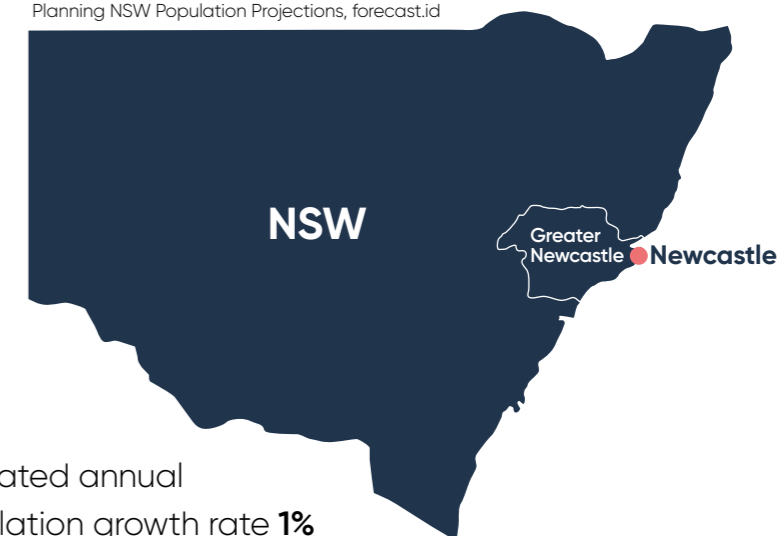 Planning NSW Population Projections, forecast.id
NSW
Greater
Newcastle
Newcastle
ated annual
lation growth rate 1%